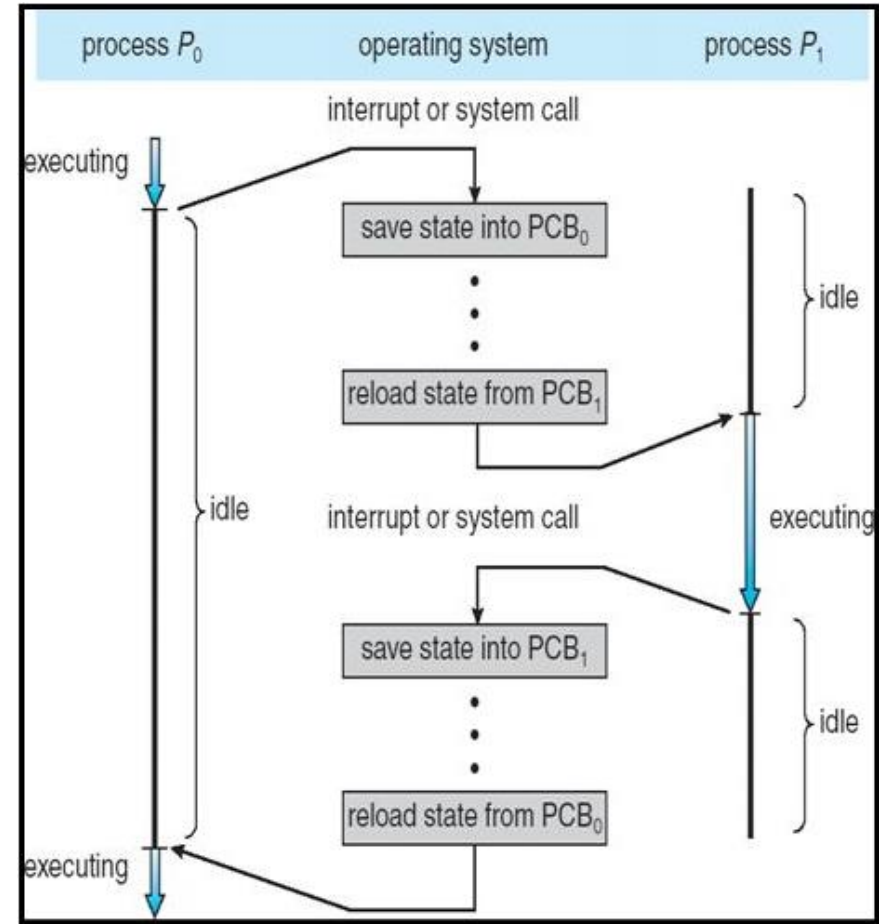 process P₀ operating system process P₁
interrupt or system call
executing
save state into PCB₀
idle
reload state from PCB₁
idle
interrupt or system call
executing
save state into PCB₁
idle
reload state from PCB₀
executing